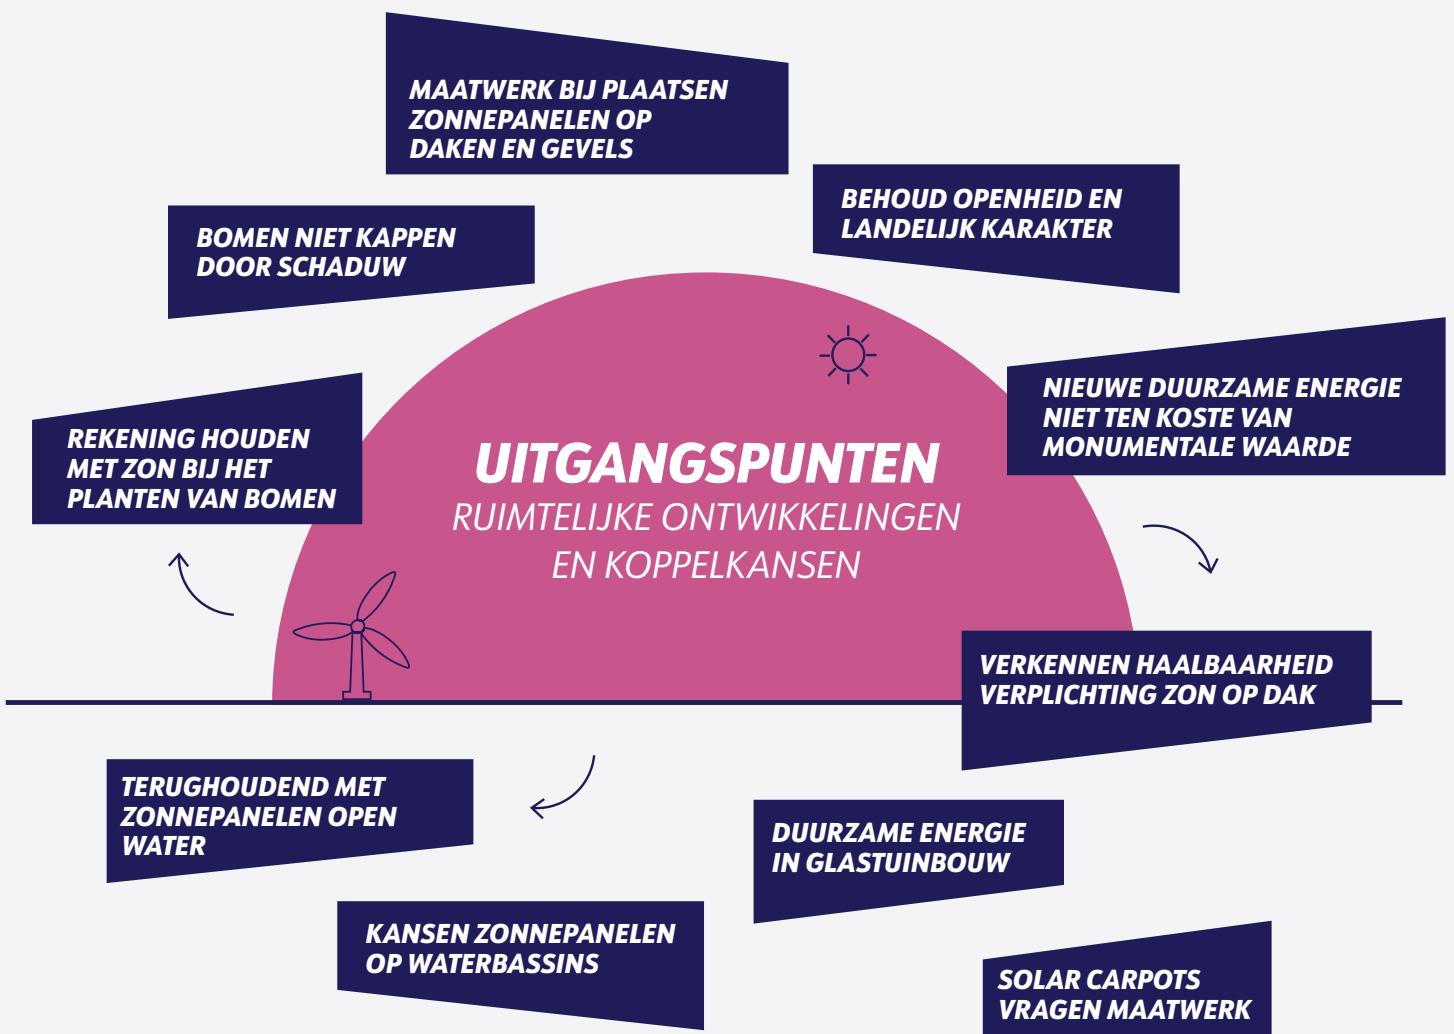 MAATWERK BIJ PLAATSEN
ZONNEPANELEN OP
DAKEN EN GEVELS
BEHOUD OPENHEID EN
LANDELIJK KARAKTER
BOMEN NIET KAPPEN
DOOR SCHADUW
NIEUWE DUURZAME ENERGIE
NIET TEN KOSTE VAN
MONUMENTALE WAARDE
REKENING HOUDEN
MET ZON BIJ HET
PLANTEN VAN BOMEN
UITGANGSPUNTEN
RUIMTELIJKE ONTWIKKELINGEN
EN KOPPELKANSEN
VERKENNEN HAALBAARHEID
VERPLICHTING ZON OP DAK
TERUGHOUDEND MET
ZONNEPANELEN OPEN
WATER
DUURZAME ENERGIE
IN GLASTUINBOUW
KANSEN ZONNEPANELEN
OP WATERBASSINS
SOLAR CARPOTS
VRAGEN MAATWERK